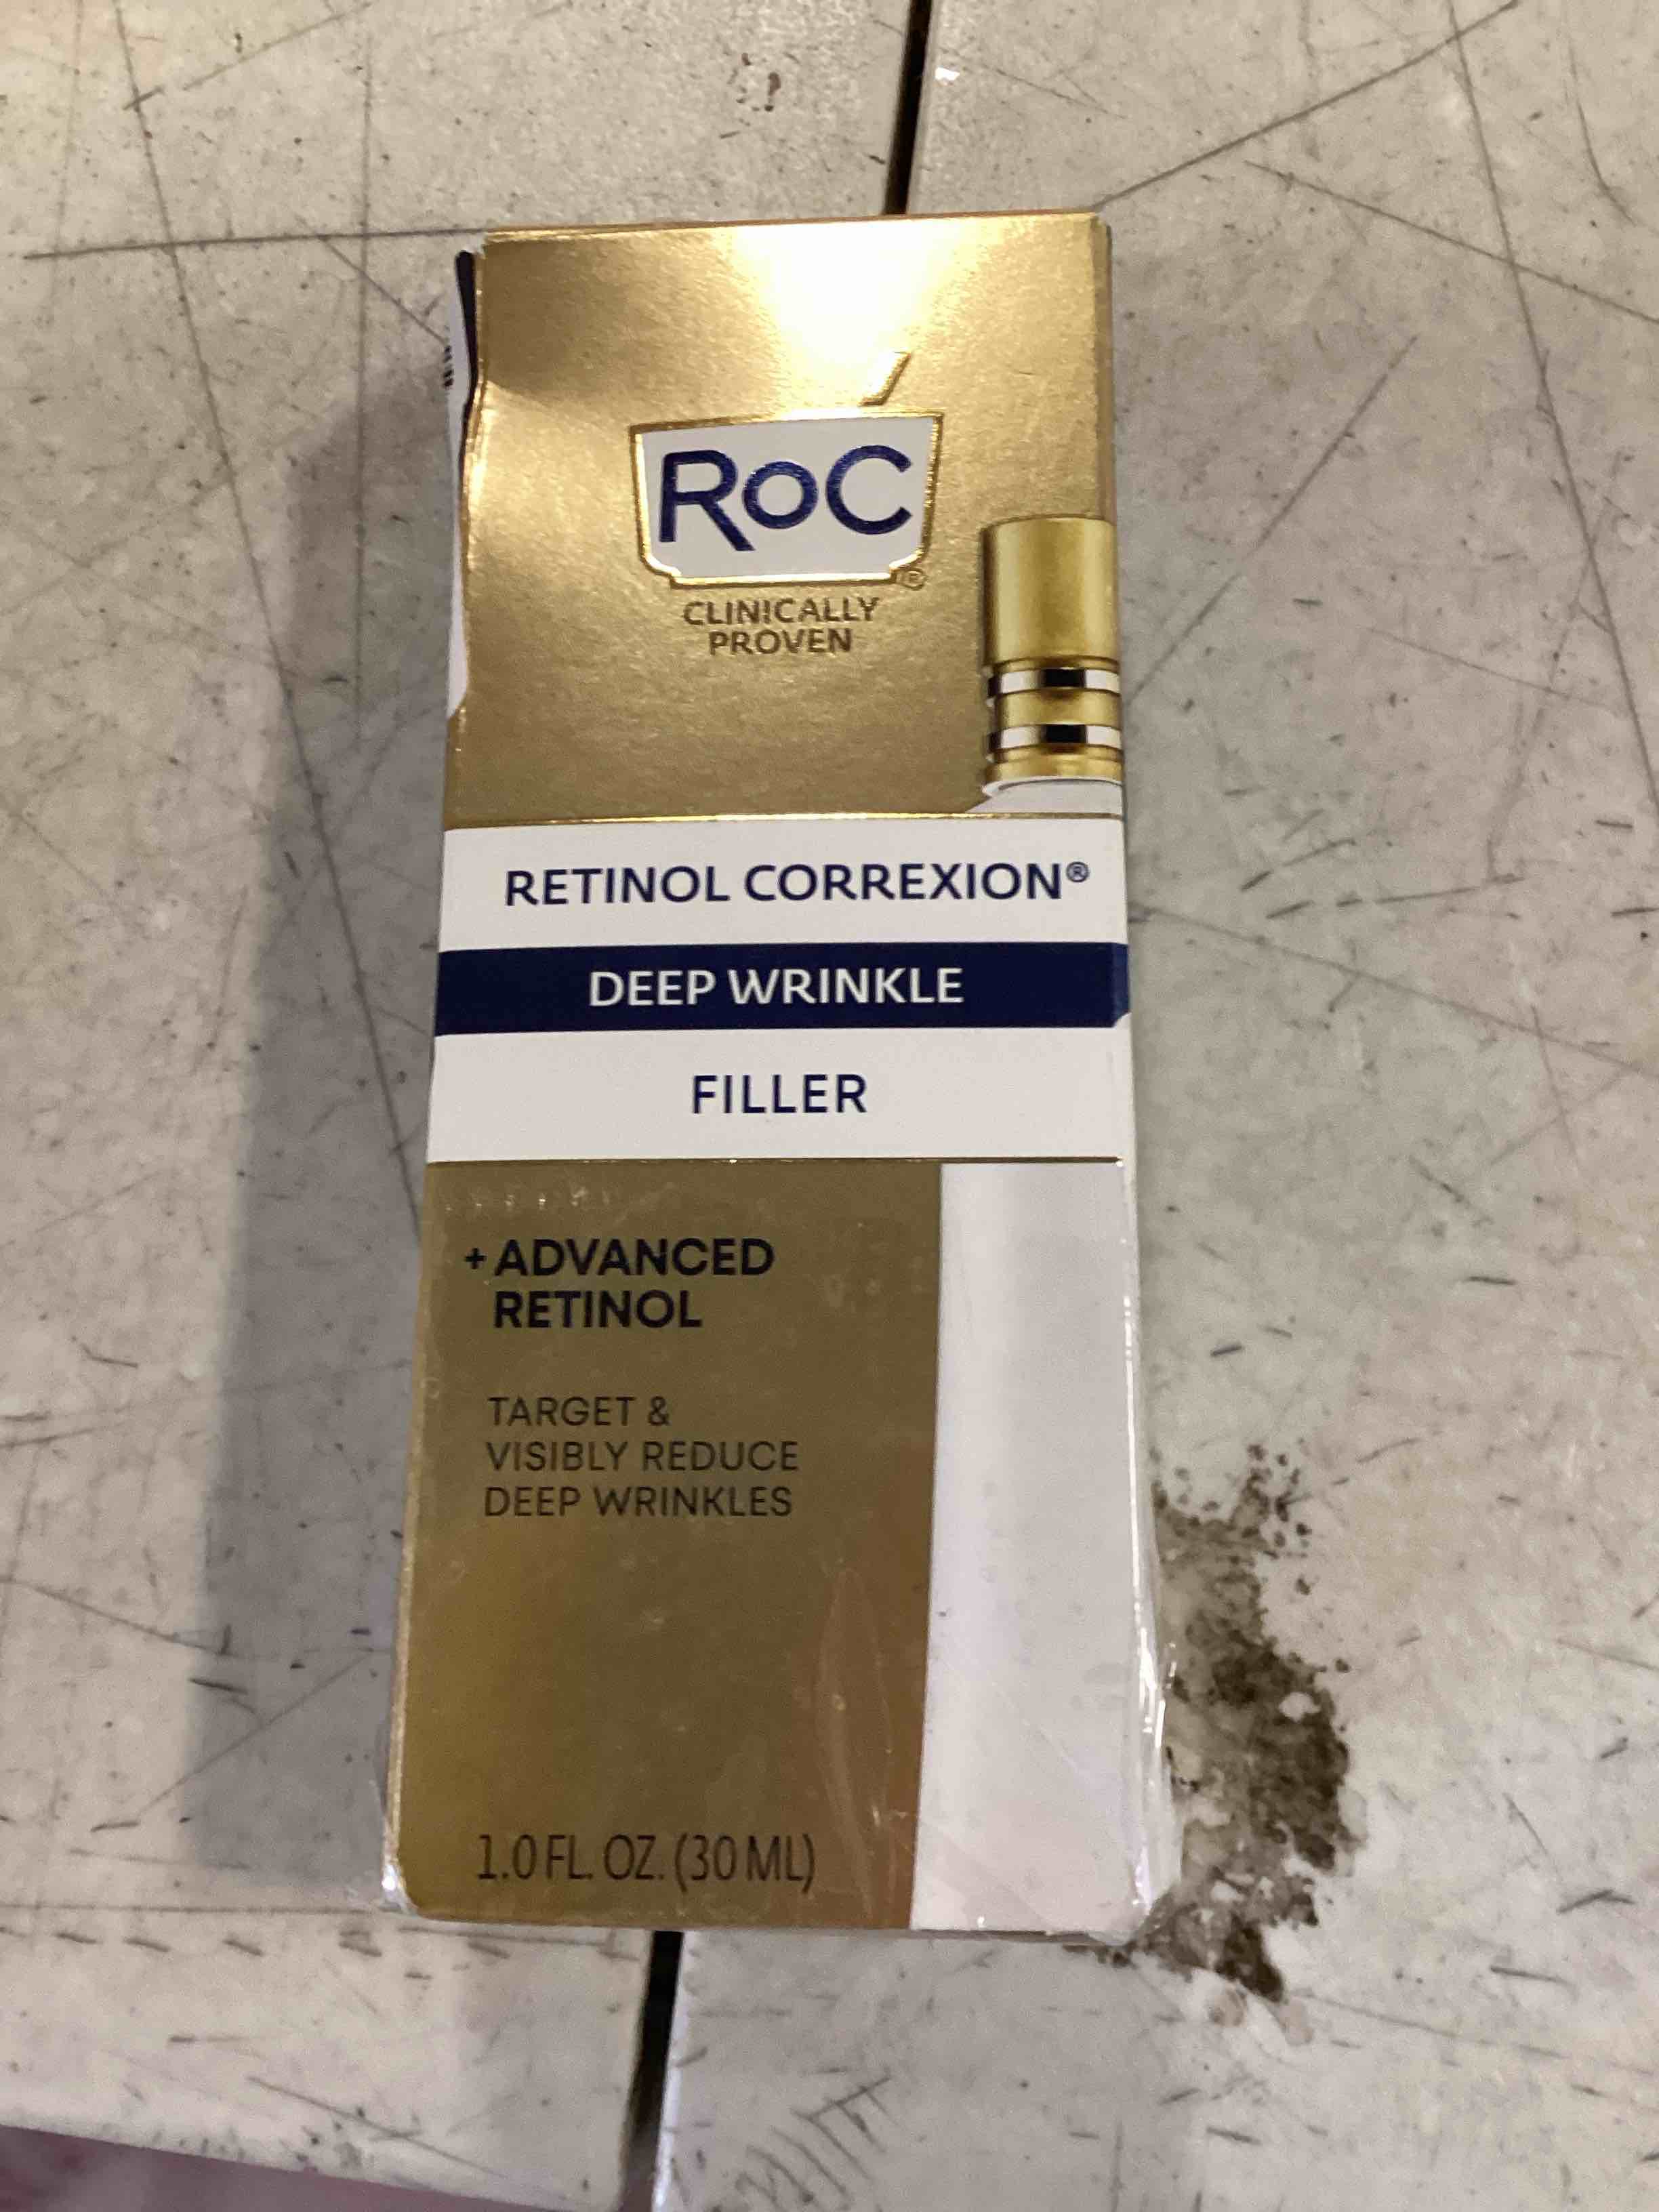 RoC®
CLINICALLY
PROVEN
RETINOL CORREXION®
DEEP WRINKLE
FILLER
+ ADVANCED
RETINOL
TARGET &
VISIBLY REDUCE
DEEP WRINKLES
1.0 FL. OZ. (30 ML)